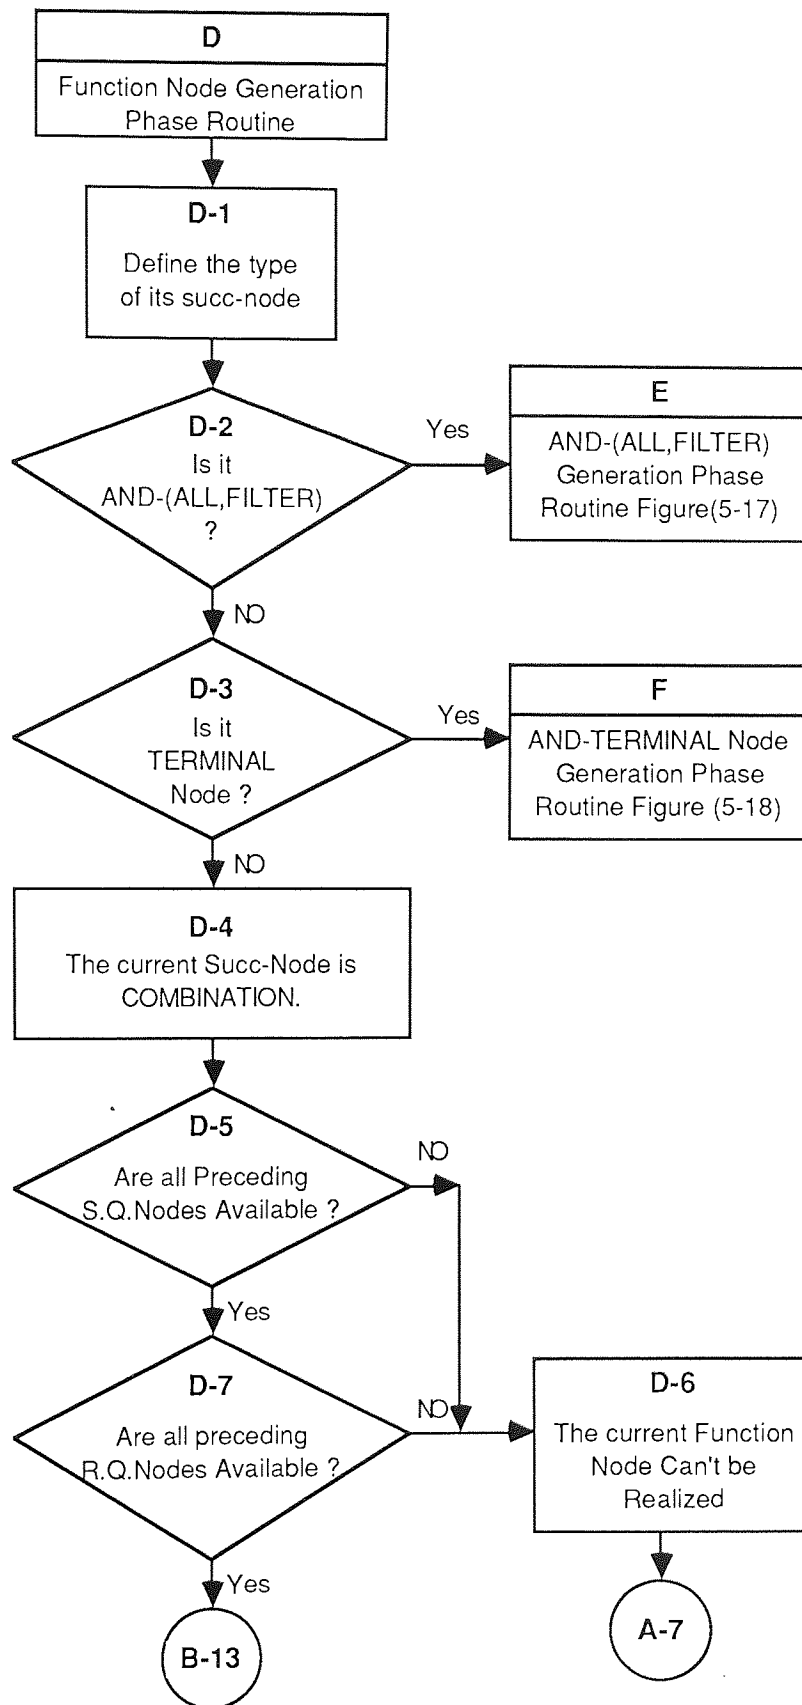 D
Function Node Generation
Phase Routine
D-1
Define the type
of its succ-node
D-2
Is it
AND-(ALL,FILTER)
?
Yes
E
AND-(ALL,FILTER)
Generation Phase
Routine Figure(5-17)
NO
D-3
Is it
TERMINAL
Node ?
Yes
F
AND-TERMINAL Node
Generation Phase
Routine Figure (5-18)
NO
D-4
The current Succ-Node is
COMBINATION.
D-5
Are all Preceding
S.Q.Nodes Available ?
NO
Yes
D-7
Are all preceding
R.Q.Nodes Available ?
NO
D-6
The current Function
Node Can't be
Realized
Yes
B-13
A-7